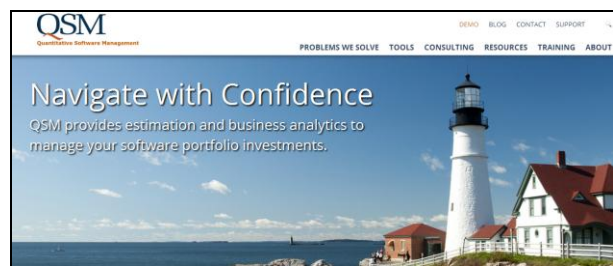 QSM
Quantitative Software Management
DEMO BLOG CONTACT SUPPORT
PROBLEMS WE SOLVE TOOLS CONSULTING RESOURCES TRAINING ABOUT
Navigate with Confidence
QSM provides estimation and business analytics to
manage your software portfolio investments.